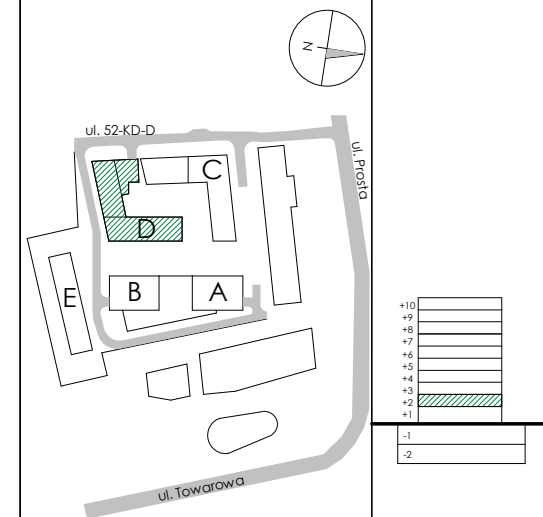 N
ul. 52-KD-D
ul. Prosta
C
D
E
B
A
ul. Towarowa
+10
+9
+8
+7
+6
+5
+4
+3
+2
+1
-1
-2